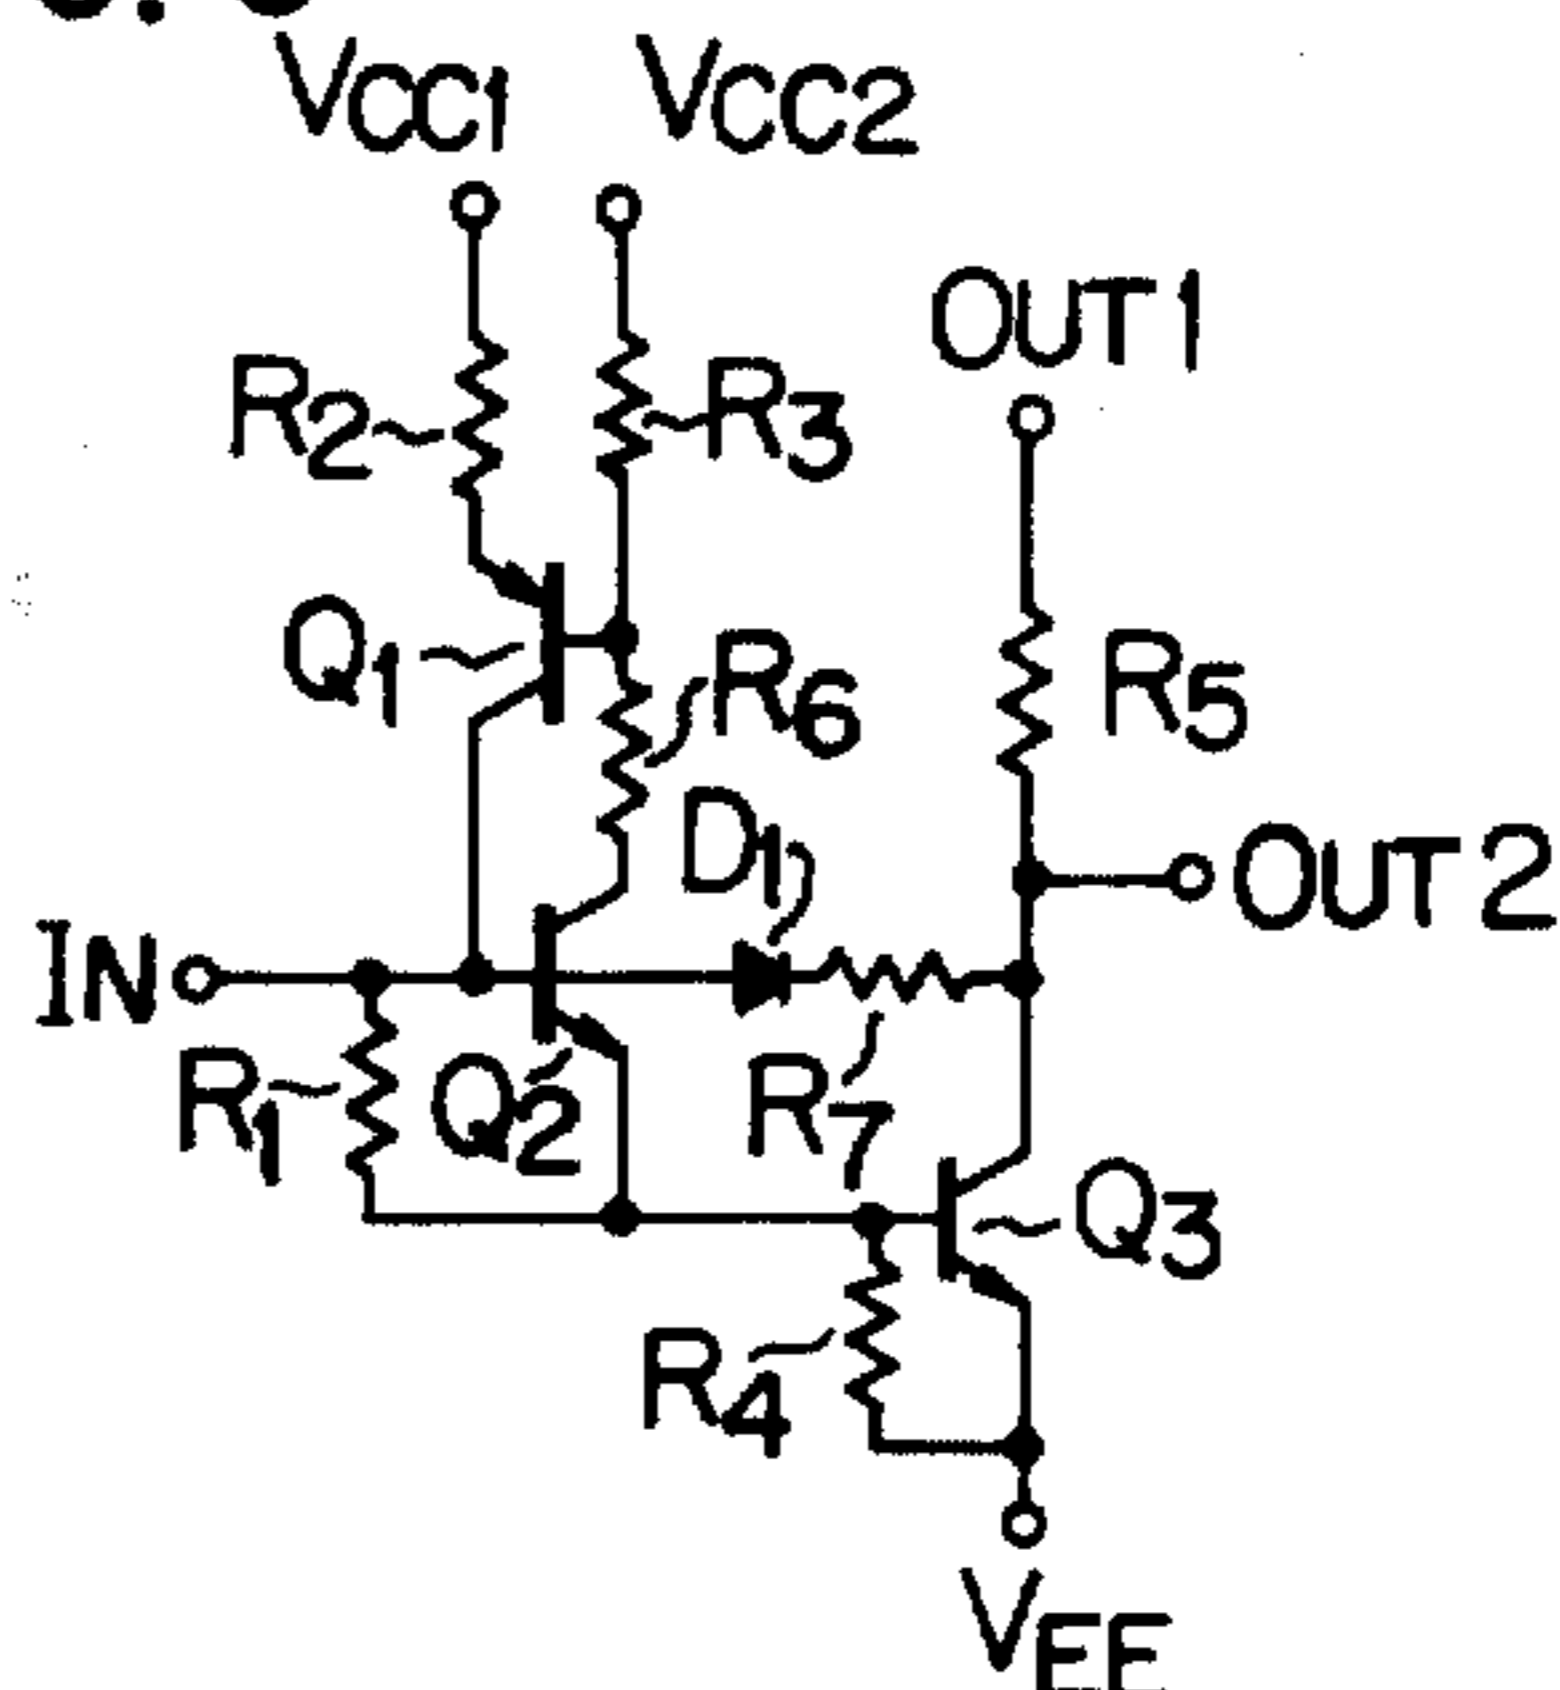 VCC1 VCC2
OUT1
R2 R3
Q1 R6 R5
D1
OUT2
IN
R1 Q2 R7
Q3
R4
VEE